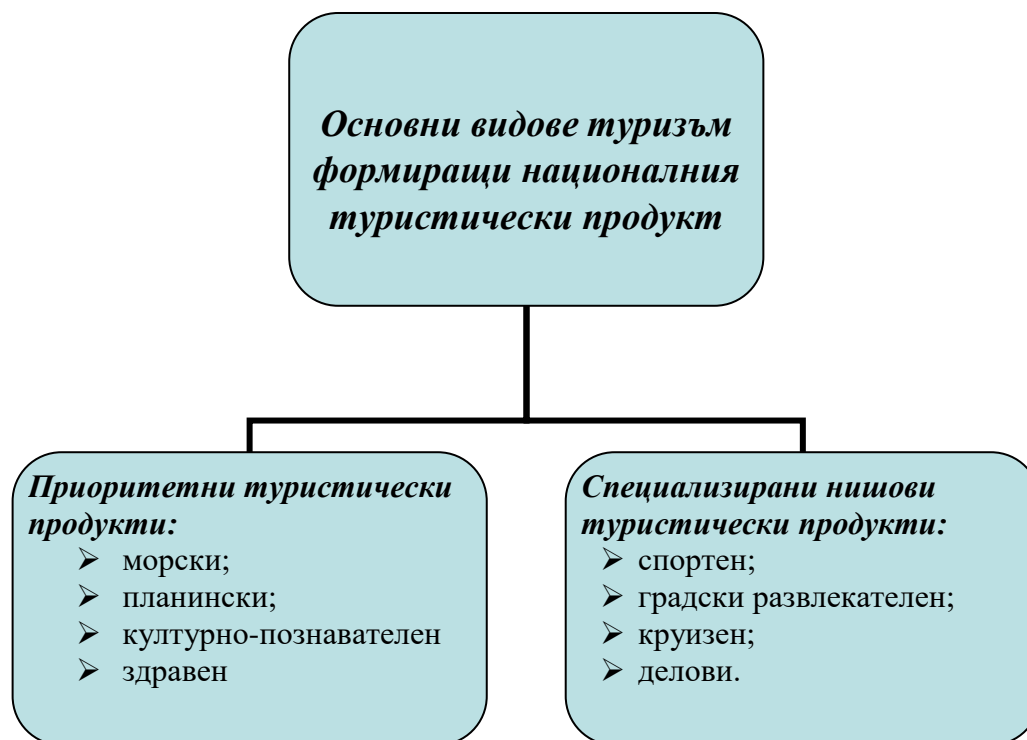 Основни видове туризъм
формиращи националния
туристически продукт
Приоритетни туристически
продукти:
➢ морски;
➢ планински;
➢ културно-познавателен
➢ здравен
Специализирани нишови
туристически продукти:
➢ спортен;
➢ градски развлекателен;
➢ круизен;
➢ делови.